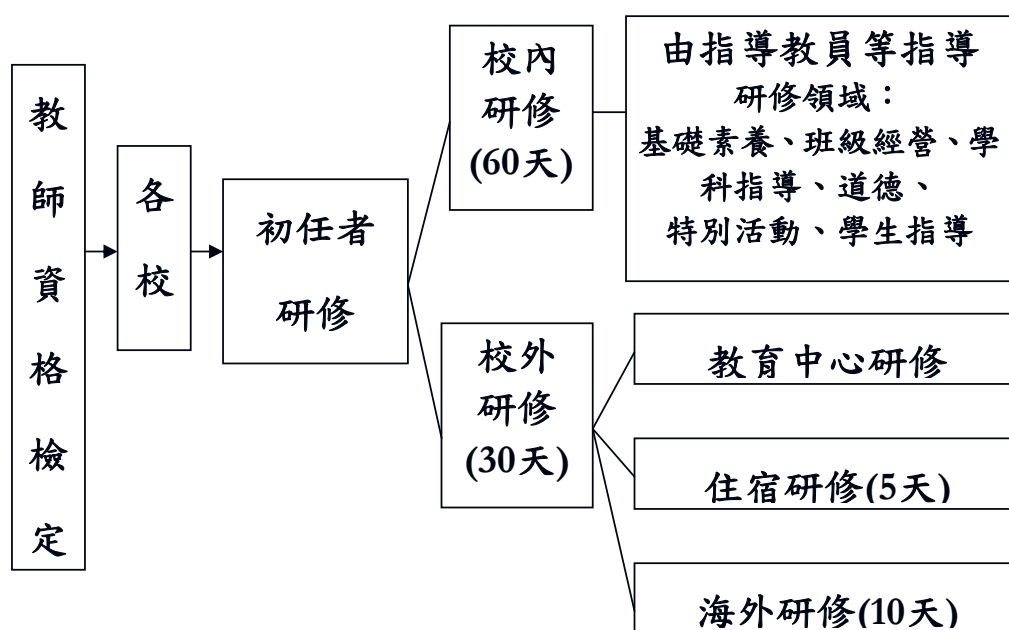 教師資格檢定
各校
初任者
研修
校內
研修
(60天)
由指導教員等指導
研修領域：
基礎素養、班級經營、學
科指導、道德、
特別活動、學生指導
校外
研修
(30天)
教育中心研修
住宿研修(5天)
海外研修(10天)